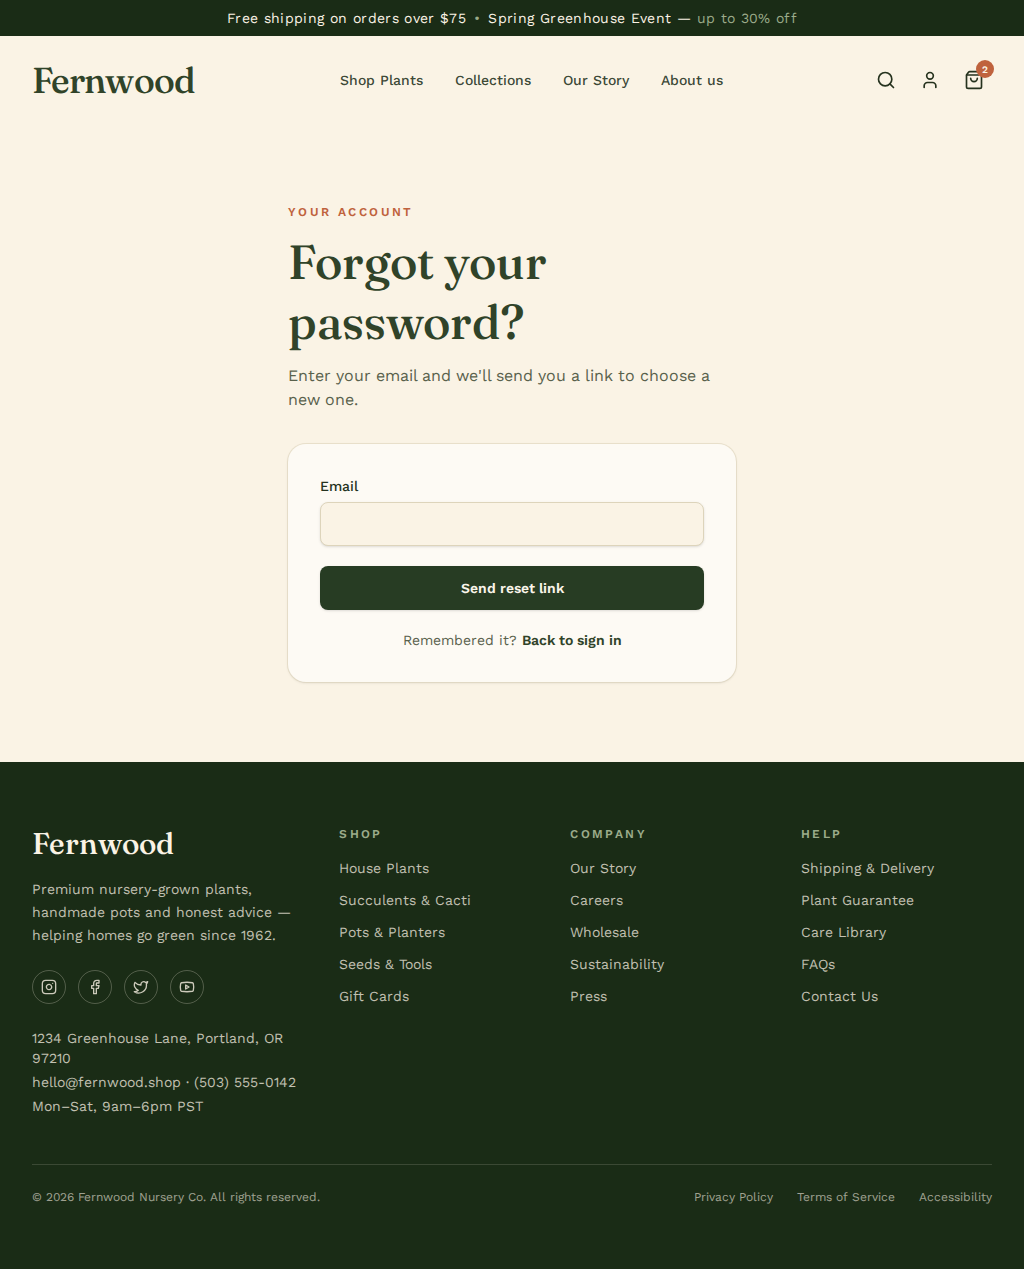 Free shipping on orders over $75 • Spring Greenhouse Event — up to 30% off
Fernwood
Shop Plants
Collections
Our Story
About us
2
YOUR ACCOUNT
Forgot your
password?
Enter your email and we'll send you a link to choose a
new one.
Email
Send reset link
Remembered it? Back to sign in
Fernwood
Premium nursery-grown plants,
handmade pots and honest advice —
helping homes go green since 1962.
1234 Greenhouse Lane, Portland, OR
97210
hello@fernwood.shop · (503) 555-0142
Mon–Sat, 9am–6pm PST
SHOP
House Plants
Succulents & Cacti
Pots & Planters
Seeds & Tools
Gift Cards
COMPANY
Our Story
Careers
Wholesale
Sustainability
Press
HELP
Shipping & Delivery
Plant Guarantee
Care Library
FAQs
Contact Us
© 2026 Fernwood Nursery Co. All rights reserved.
Privacy Policy
Terms of Service
Accessibility